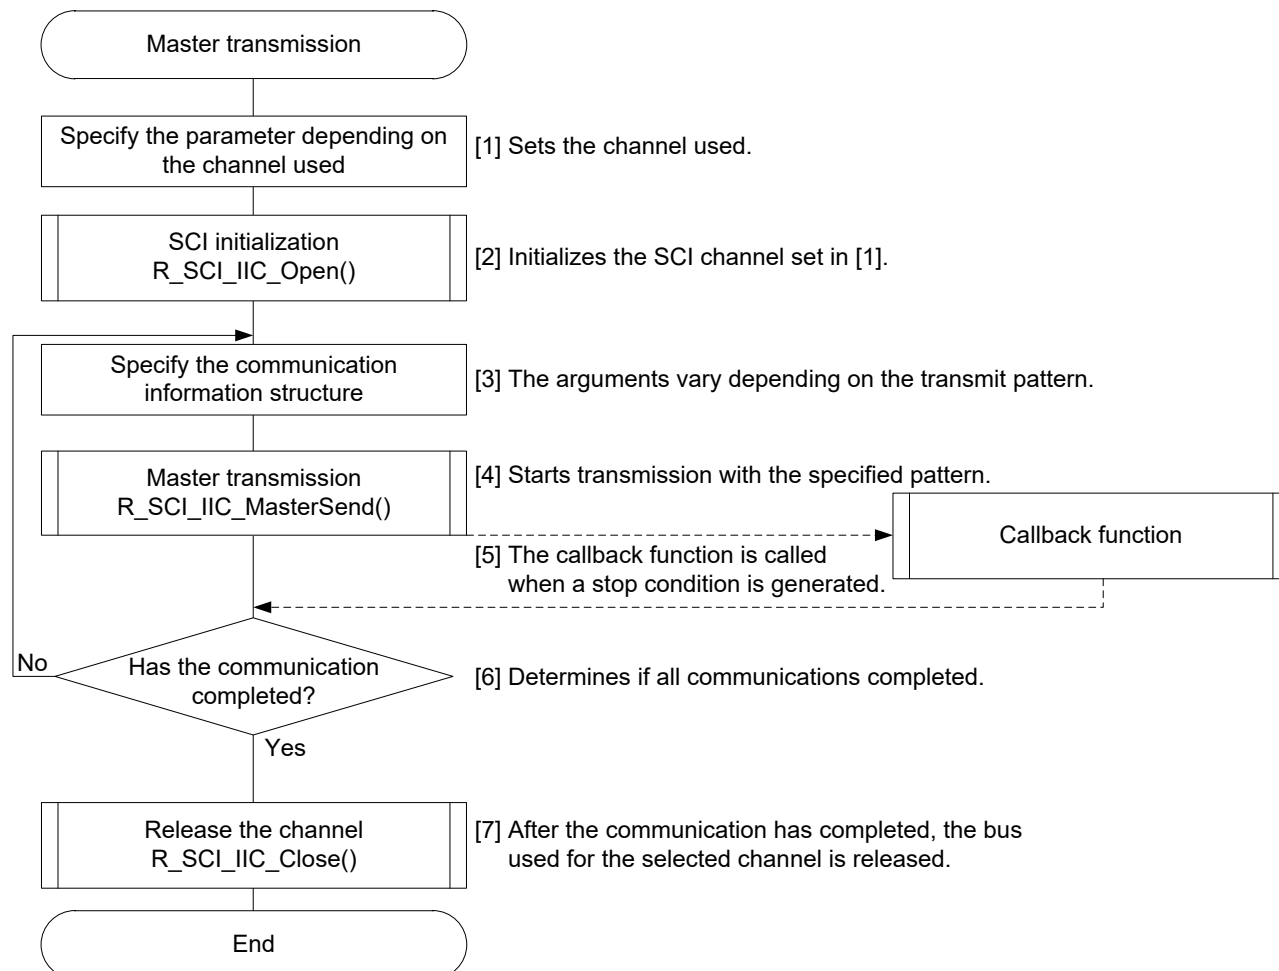 Master transmission
Specify the parameter depending on
the channel used
[1] Sets the channel used.
SCI initialization
R_SCI_IIC_Open()
[2] Initializes the SCI channel set in [1].
Specify the communication
information structure
[3] The arguments vary depending on the transmit pattern.
Master transmission
R_SCI_IIC_MasterSend()
[4] Starts transmission with the specified pattern.
Callback function
[5] The callback function is called
when a stop condition is generated.
No
Has the communication
completed?
[6] Determines if all communications completed.
Yes
Release the channel
R_SCI_IIC_Close()
[7] After the communication has completed, the bus
used for the selected channel is released.
End